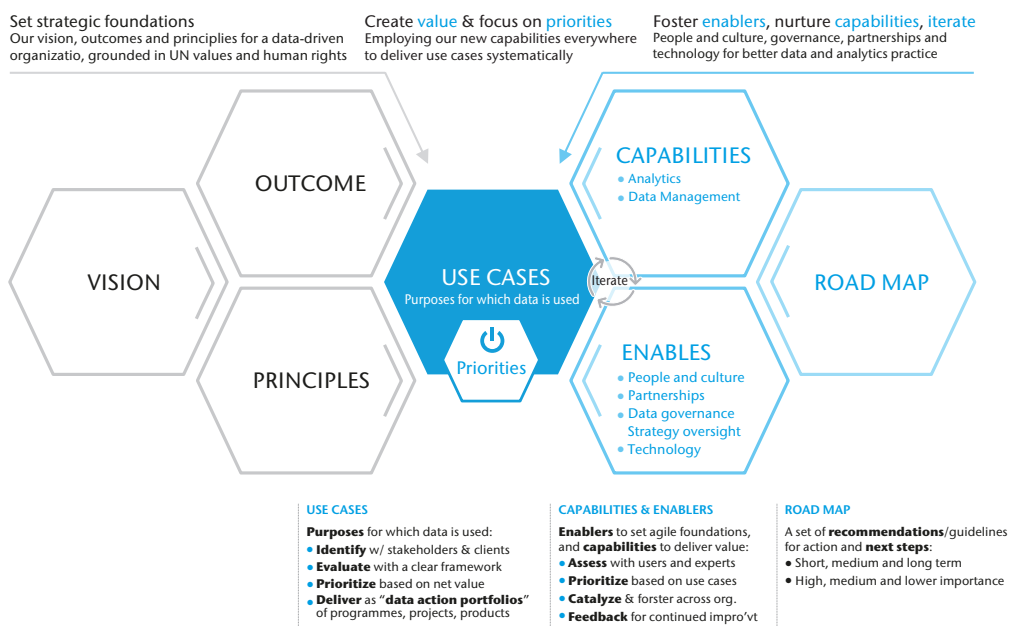 Set strategic foundations
Our vision, outcomes and principlies for a data-driven
organizatio, grounded in UN values and human rights
Create value & focus on priorities
Employing our new capabilities everywhere
to deliver use cases systematically
Foster enablers, nurture capabilities, iterate
People and culture, governance, partnerships and
technology for better data and analytics practice
VISION
OUTCOME
PRINCIPLES
USE CASES
Purposes for which data is used
Priorities
Iterate
CAPABILITIES
• Analytics
• Data Management
ENABLES
• People and culture
• Partnerships
• Data governance
Strategy oversight
• Technology
ROAD MAP
USE CASES
Purposes for which data is used:
• Identify w/ stakeholders & clients
• Evaluate with a clear framework
• Prioritize based on net value
• Deliver as "data action portfolios"
of programmes, projects, products
CAPABILITIES & ENABLERS
Enablers to set agile foundations,
and capabilities to deliver value:
• Assess with users and experts
• Prioritize based on use cases
• Catalyze & forster across org.
• Feedback for continued impro'vt
ROAD MAP
A set of recommendations/guidelines
for action and next steps:
• Short, medium and long term
• High, medium and lower importance